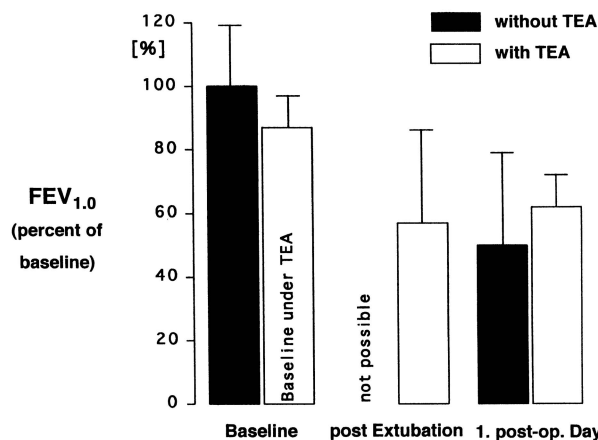 120
[%]
100
80
60
40
20
0
FEV1.0
(percent of
baseline)
without TEA
with TEA
Baseline under TEA
not possible
Baseline
post Extubation
1. post-op. Day